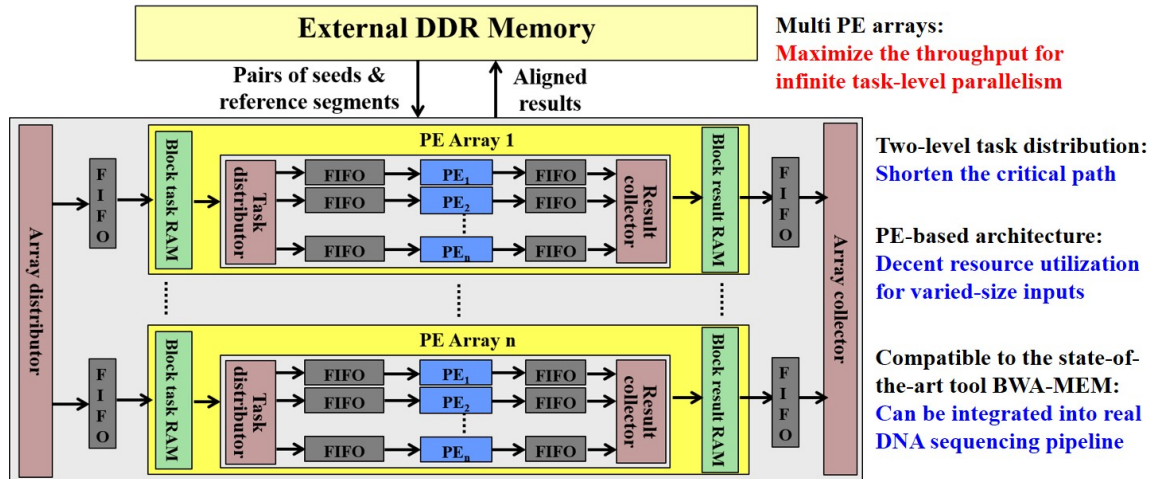 External DDR Memory
Pairs of seeds &
reference segments
Aligned
results
Multi PE arrays:
Maximize the throughput for
infinite task-level parallelism
Two-level task distribution:
Shorten the critical path
PE-based architecture:
Decent resource utilization
for varied-size inputs
Compatible to the state-of-
the-art tool BWA-MEM:
Can be integrated into real
DNA sequencing pipeline
Array distributor
FIFO
Block task RAM
PE Array 1
Task
distributor
FIFO
PE1
FIFO
FIFO
PE2
FIFO
FIFO
PEn
FIFO
Result
collector
Block result RAM
FIFO
Array collector
FIFO
Block task RAM
PE Array n
Task
distributor
FIFO
PE1
FIFO
FIFO
PE2
FIFO
FIFO
PEn
FIFO
Result
collector
Block result RAM
FIFO